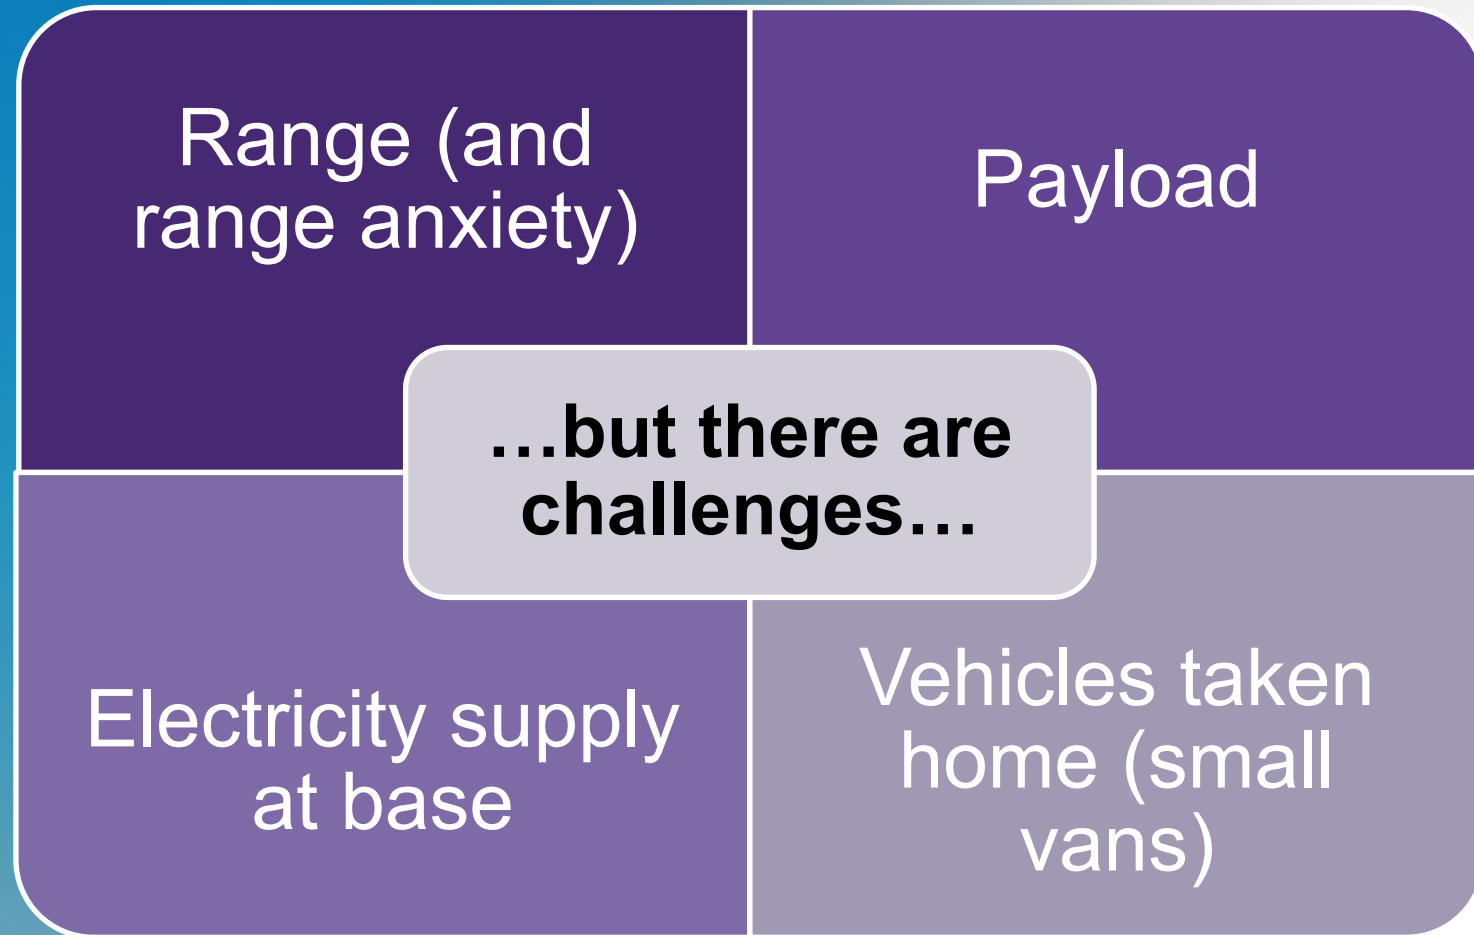 Range (and
range anxiety)
Payload
…but there are
challenges…
Electricity supply
at base
Vehicles taken
home (small
vans)